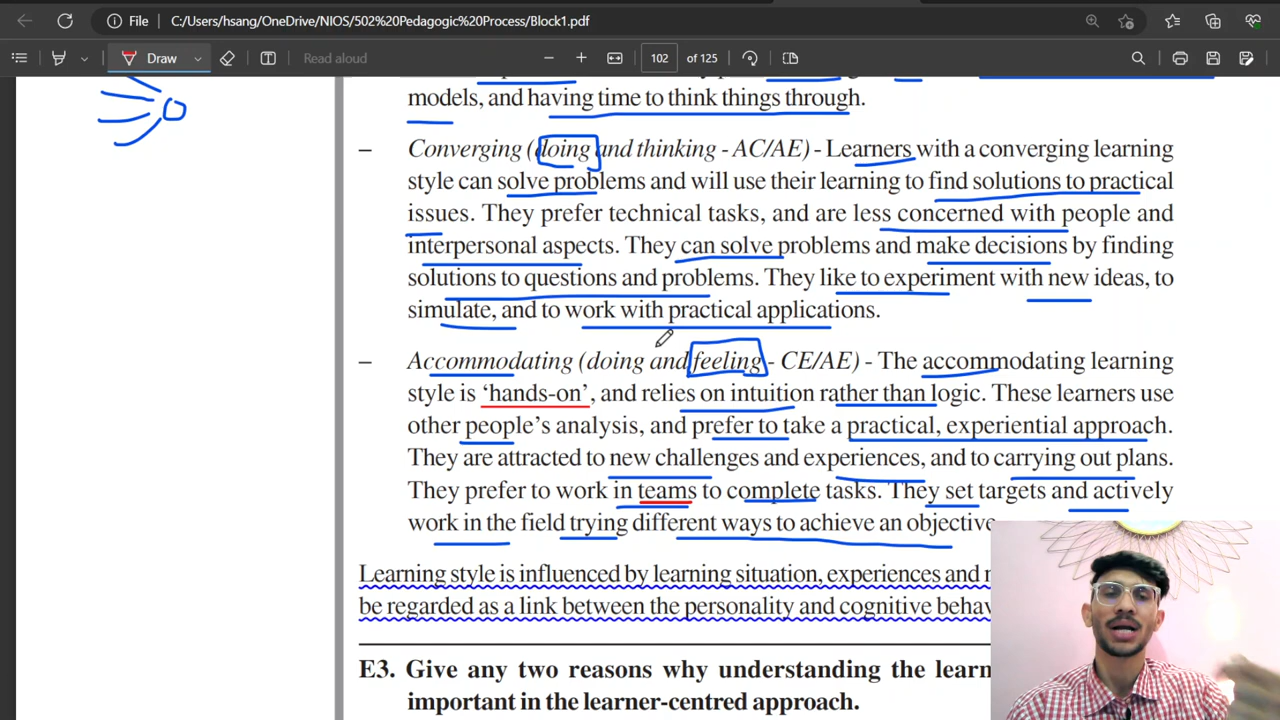 File C:/Users/hsang/OneDrive/NIOS/502%20Pedagogic%20Process/Block1.pdf
Draw Read aloud 102 of 125
models, and having time to think things through.
– Converging (doing and thinking - AC/AE) - Learners with a converging learning
style can solve problems and will use their learning to find solutions to practical
issues. They prefer technical tasks, and are less concerned with people and
interpersonal aspects. They can solve problems and make decisions by finding
solutions to questions and problems. They like to experiment with new ideas, to
simulate, and to work with practical applications.
– Accommodating (doing and feeling - CE/AE) - The accommodating learning
style is ‘hands-on’, and relies on intuition rather than logic. These learners use
other people’s analysis, and prefer to take a practical, experiential approach.
They are attracted to new challenges and experiences, and to carrying out plans.
They prefer to work in teams to complete tasks. They set targets and actively
work in the field trying different ways to achieve an objective
Learning style is influenced by learning situation, experiences and
be regarded as a link between the personality and cognitive
E3. Give any two reasons why understanding the
important in the learner-centred approach.